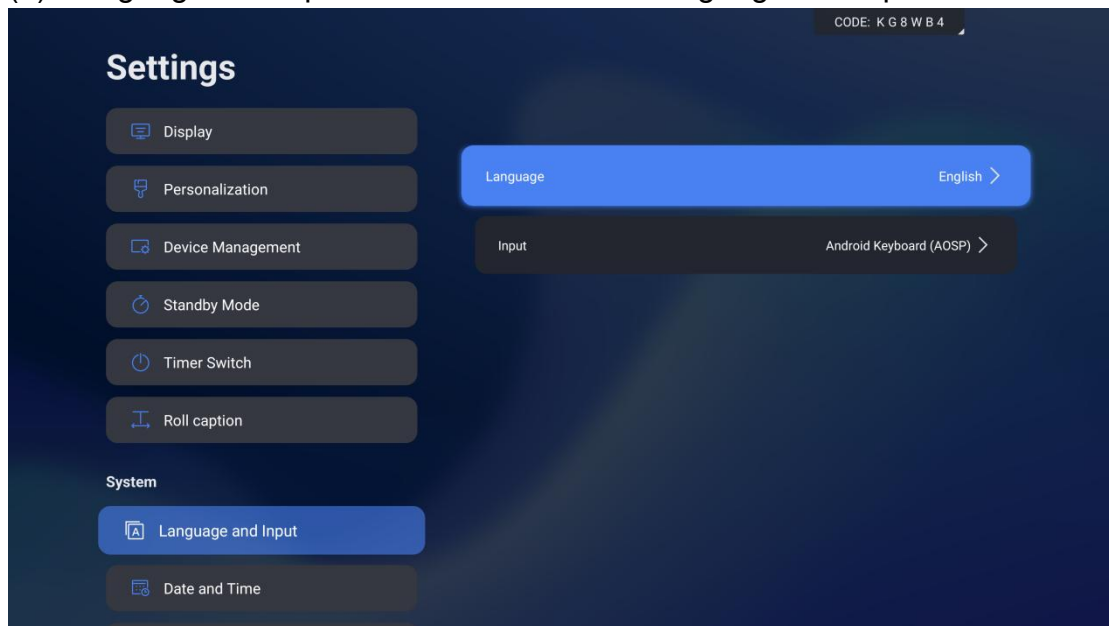 CODE: K G 8 W B 4
Settings
Display
Personalization
Device Management
Standby Mode
Timer Switch
Roll caption
System
Language and Input
Date and Time
Language English
Input Android Keyboard (AOSP)